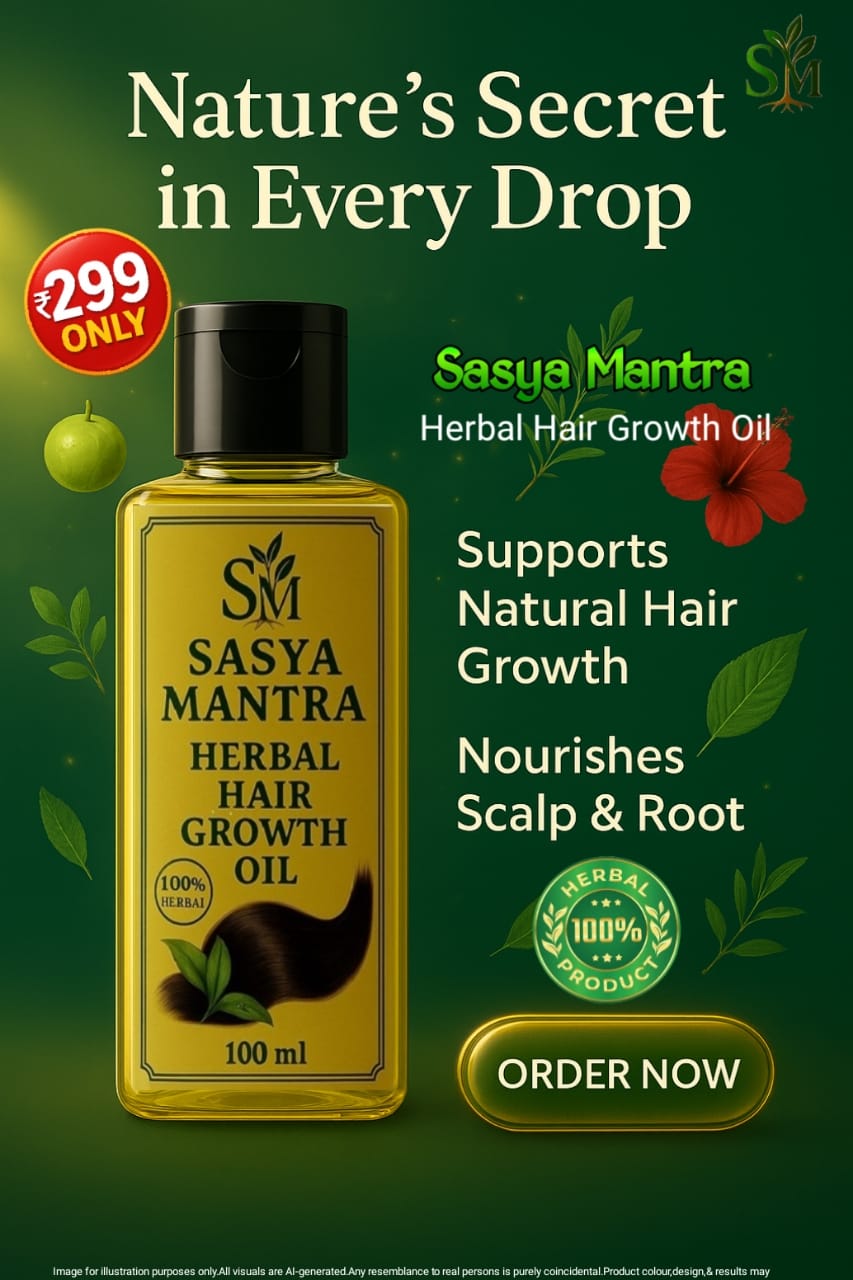 SM
Nature's Secret
in Every Drop
₹299
ONLY
Sasya Mantra
Herbal Hair Growth Oil
Supports
Natural Hair
Growth
Nourishes
Scalp & Root
SM
SASYA
MANTRA
HERBAL
HAIR
GROWTH
OIL
100%
HERBAI
100 ml
HERBAL
100%
PRODUCT
ORDER NOW
Image for illustration purposes only.All visuals are AI-generated.Any resemblance to real persons is purely coincidental.Product colour,design,& results may